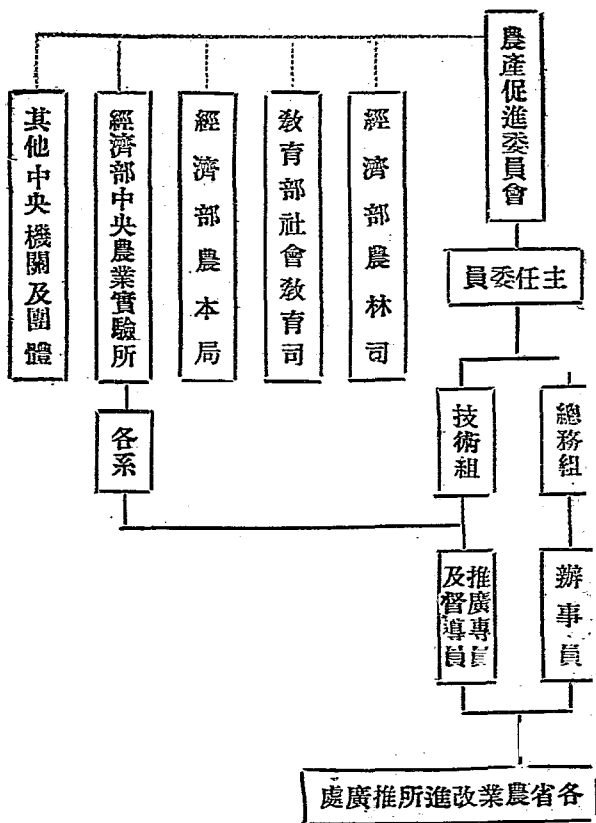 農產促進委員會
主任委員
總務組
技術組
辦事員
推廣專員
及督導員
各省農業改進所推廣處
經濟部農林司
敎育部社會敎育司
經濟部農本局
經濟部中央農業實驗所
各系
其他中央機關及團體